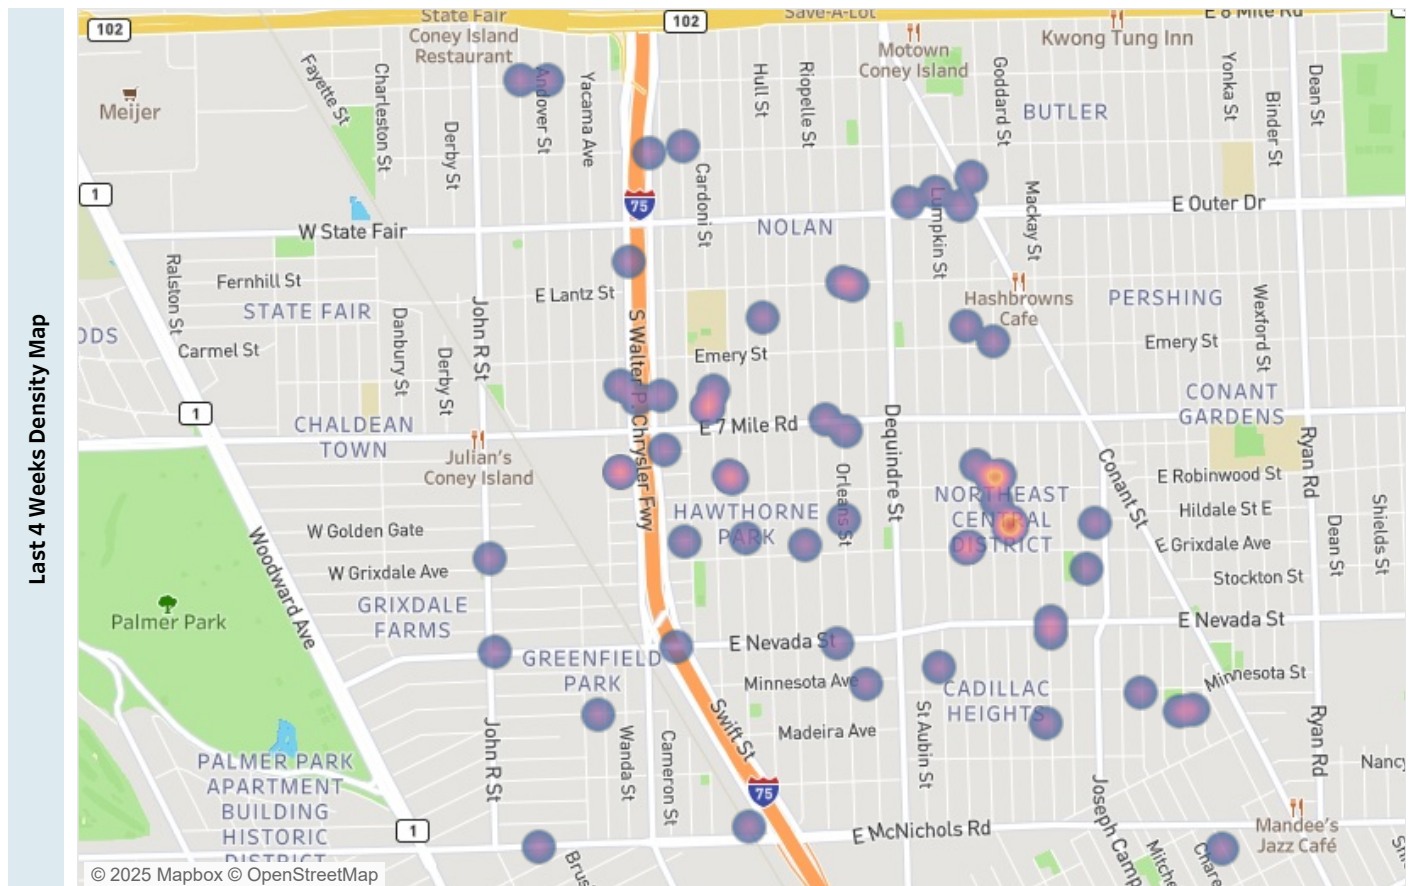 Last 4 Weeks Density Map
102
State Fair
Coney Island
Restaurant
102
Save-A-Lot
E 8 Mile Rd
Motown
Coney Island
Kwong Tung Inn
Meijer
Fayette St
Charleston St
Derby St
Andover St
Yacama Ave
Hull St
Riopelle St
Goddard St
BUTLER
Yonka St
Binder St
Dean St
1
75
Cardoni St
Lumpkin St
Mackay St
E Outer Dr
W State Fair
NOLAN
Ralston St
Fernhill St
STATE FAIR
E Lantz St
Hashbrowns
Cafe
PERSHING
ODS
Carmel St
Danbury St
Derby St
John R St
S Walter P. Chrysler Fwy
Emery St
Emery St
Wexford St
1
CHALDEAN
TOWN
E 7 Mile Rd
Dequindre St
CONANT
GARDENS
Julian's
Coney Island
Orleans St
Conant St
Ryan Rd
E Robinwood St
NORTHEAST
CENTRAL
DISTRICT
HAWTHORNE
PARK
Hildale St E
E Grixdale Ave
Dean St
Shields St
Woodward Ave
W Golden Gate
W Grixdale Ave
Stockton St
Palmer Park
GRIXDALE
FARMS
GREENFIELD
PARK
E Nevada St
E Nevada St
Minnesota Ave
Minnesota St
CADILLAC
HEIGHTS
Swift St
Madeira Ave
St Aubin St
Ryan Rd
John R St
Wanda St
Cameron St
PALMER PARK
APARTMENT
BUILDING
HISTORIC
DISTRICT
75
Nancy
1
E McNichols Rd
Joseph Camp
Mandee's
Jazz Café
Mitche
Chare
Brus
© 2025 Mapbox © OpenStreetMap